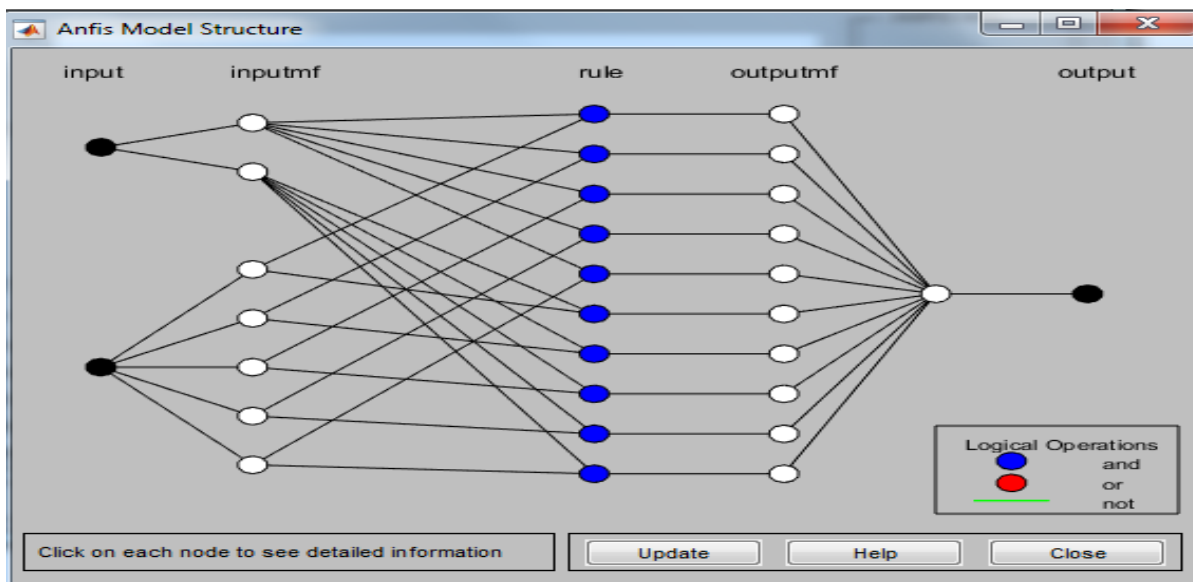 Anfis Model Structure
input inputmf rule outputmf output
Logical Operations
and
or
not
Click on each node to see detailed information
Update Help Close